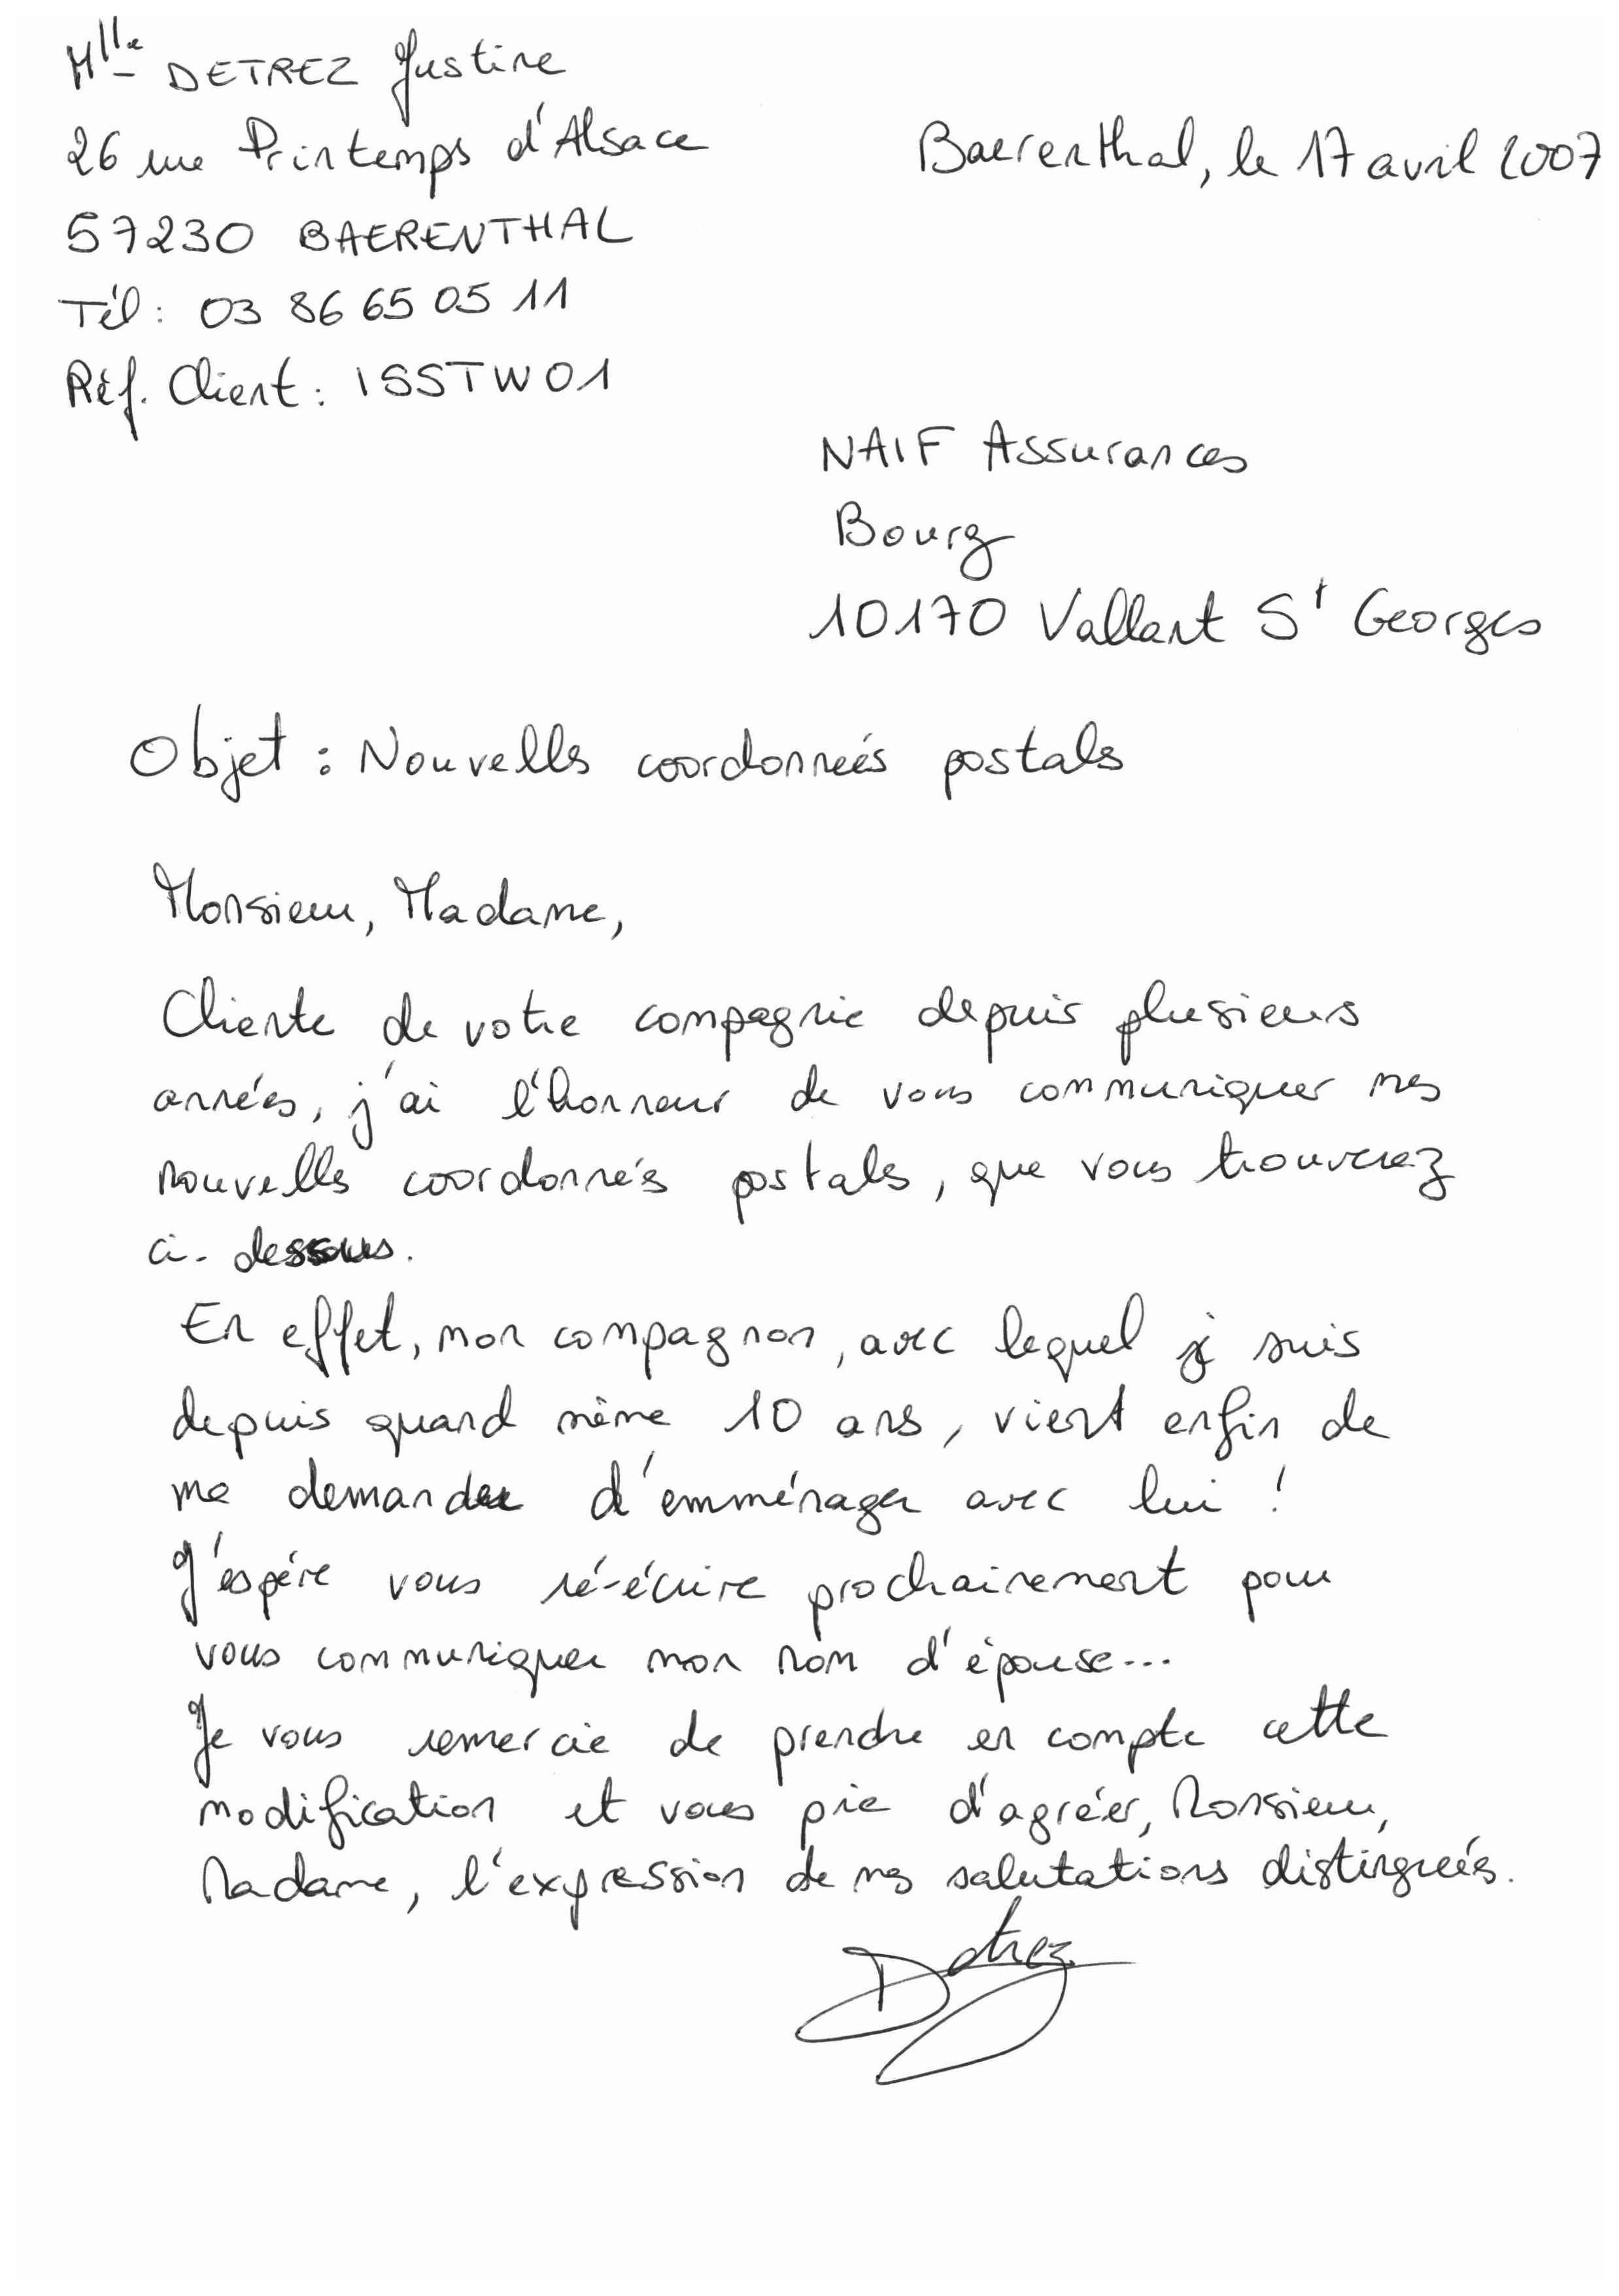 Mlle DETREZ Justine
26 rue Printemps d'Alsace
Baerenthal, le 17 avril 2007
57230 BAERENTHAL
Tél : 03 86 65 05 11
Réf. Client : ISSTW01
NAIF Assurances
Bourg
10170 Vallant St Georges
Objet : Nouvelles coordonnées postales
Monsieur, Madame,
Cliente de votre compagnie depuis plusieurs
années, j'ai l'honneur de vous communiquer mes
nouvelles coordonnées postales, que vous trouverez
ci-dessous.
En effet, mon compagnon, avec lequel je suis
depuis quand même 10 ans, vient enfin de
me demander d'emménager avec lui !
J'espère vous ré-écrire prochainement pour
vous communiquer mon nom d'épouse...
Je vous remercie de prendre en compte cette
modification et vous prie d'agréer, Monsieur,
Madame, l'expression de mes salutations distinguées.
Detrez